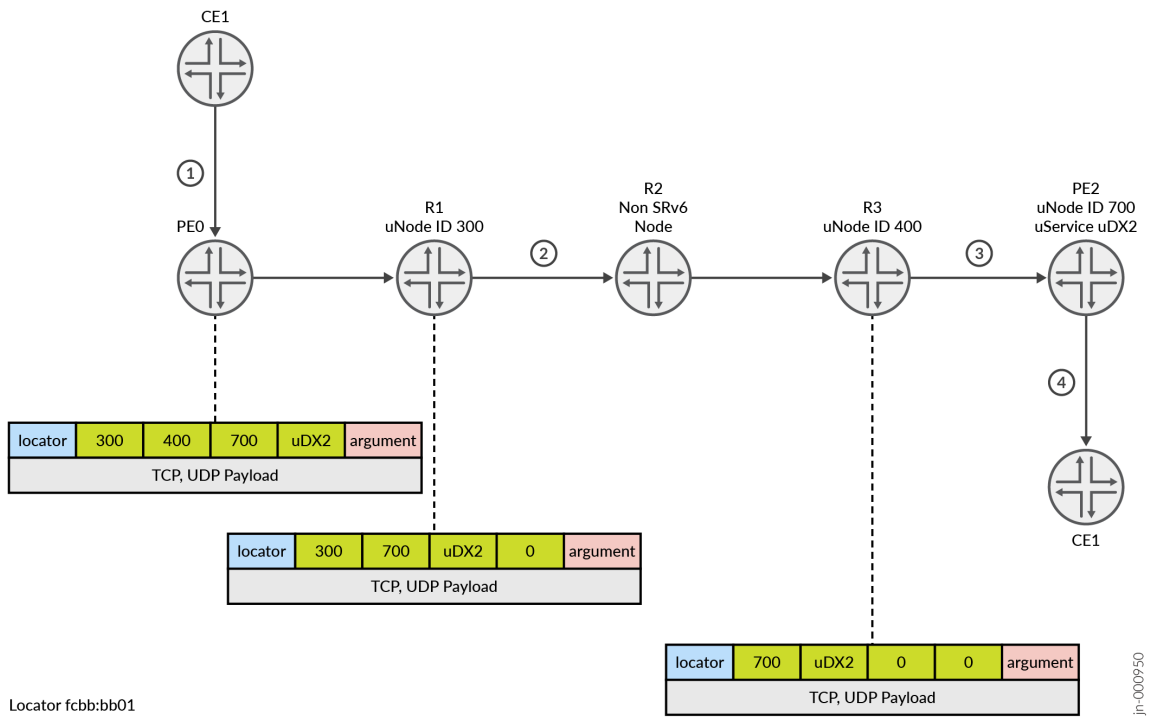 CE1
1
PE0
R1
uNode ID 300
2
R2
Non SRv6
Node
R3
uNode ID 400
3
PE2
uNode ID 700
uService uDX2
4
CE1
locator 300 400 700 uDX2 argument
TCP, UDP Payload
locator 300 700 uDX2 0 argument
TCP, UDP Payload
locator 700 uDX2 0 0 argument
TCP, UDP Payload
Locator fcbb:bb01
jn-000950